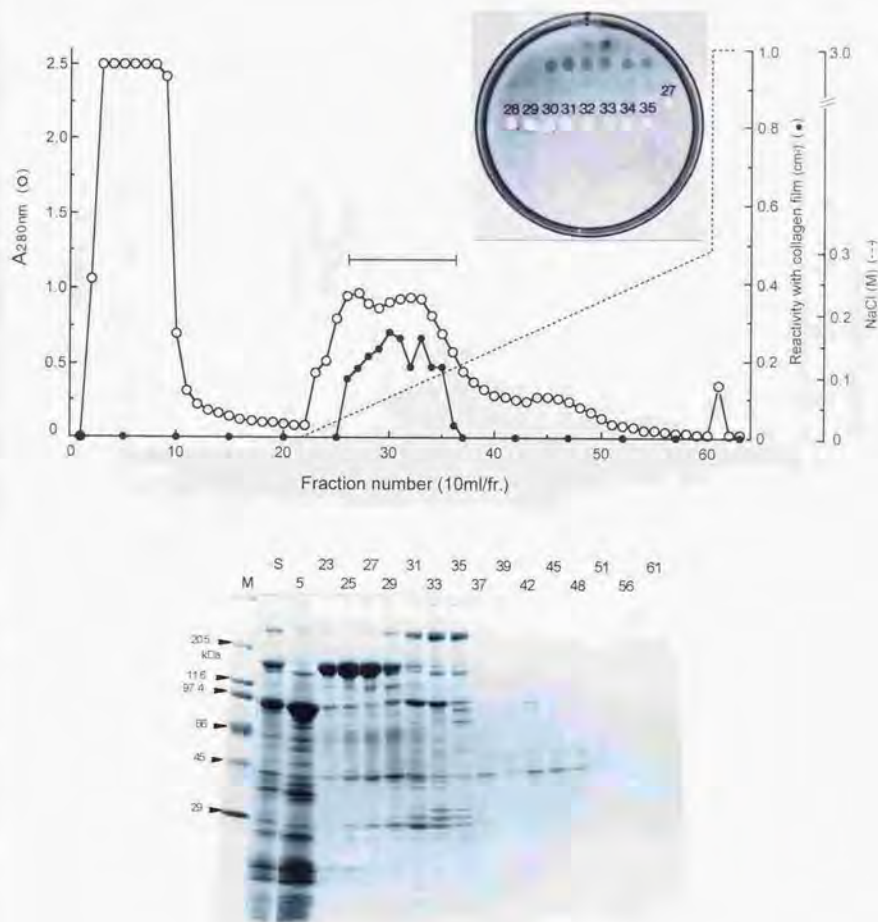 2.5
2.0
1.5
1.0
0.5
0
A280nm (O)
0 10 20 30 40 50 60
Fraction number (10ml/fr.)
27
28 29 30 31 32 33 34 35
1.0
0.8
0.6
0.4
0.2
0
Reactivity with collagen film (cm²) (●)
3.0
0.3
0.2
0.1
0
NaCl (M) (--)
S 23 27 31 35 39 45 51 61
M 5 25 29 33 37 42 48 56
205
kDa
116
97.4
66
45
29